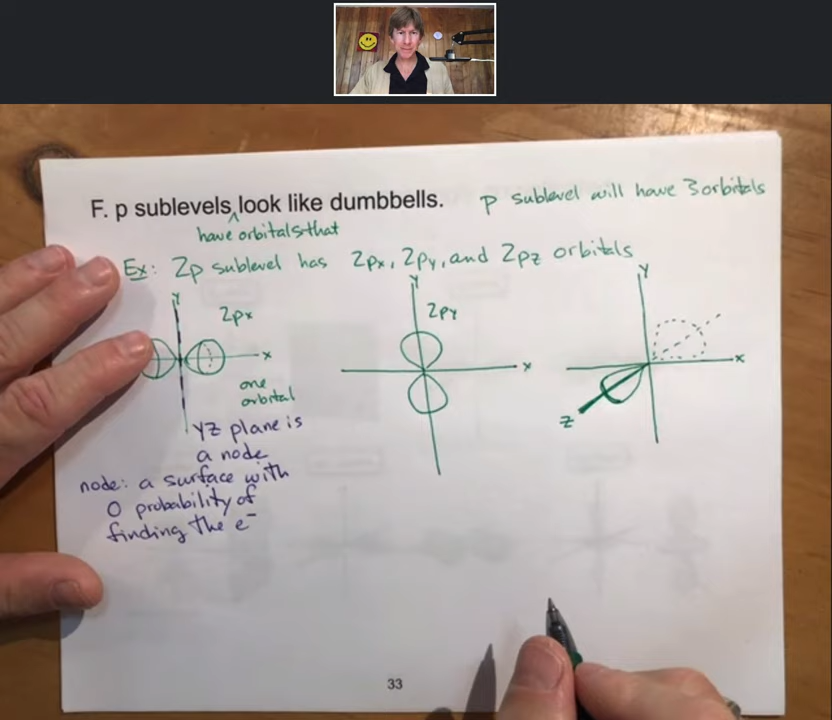 F. p sublevels look like dumbbells. p sublevel will have 3 orbitals
have orbitals that
Ex: 2p sublevel has 2px, 2py, and 2pz orbitals
Y
2px
x
one
orbital
YZ plane is
a node
node: a surface with
0 probability of
finding the e⁻
Y
2py
x
Y
x
z
33